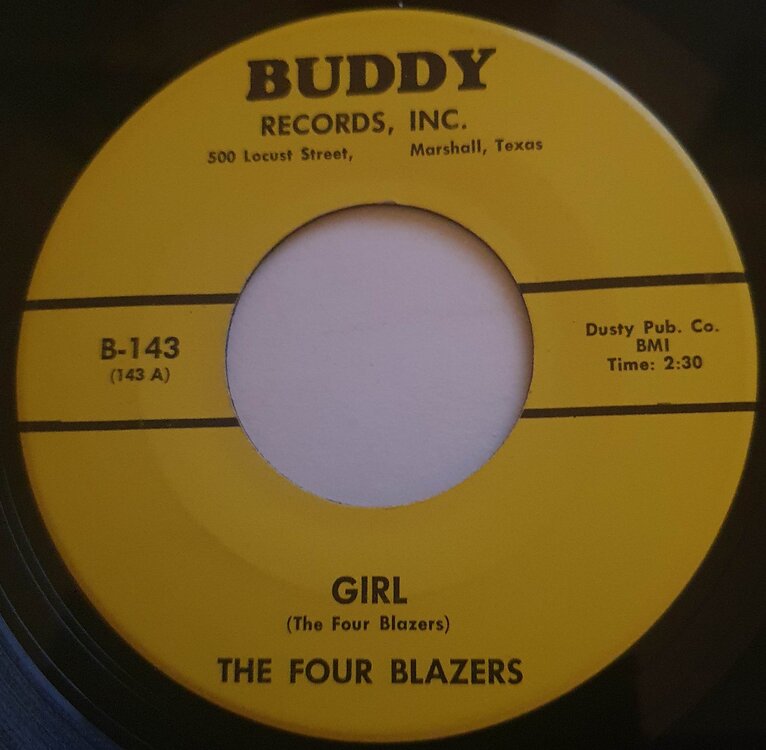 BUDDY
RECORDS, INC.
500 Locust Street, Marshall, Texas
B-143
(143 A)
Dusty Pub. Co.
BMI
Time: 2:30
GIRL
(The Four Blazers)
THE FOUR BLAZERS